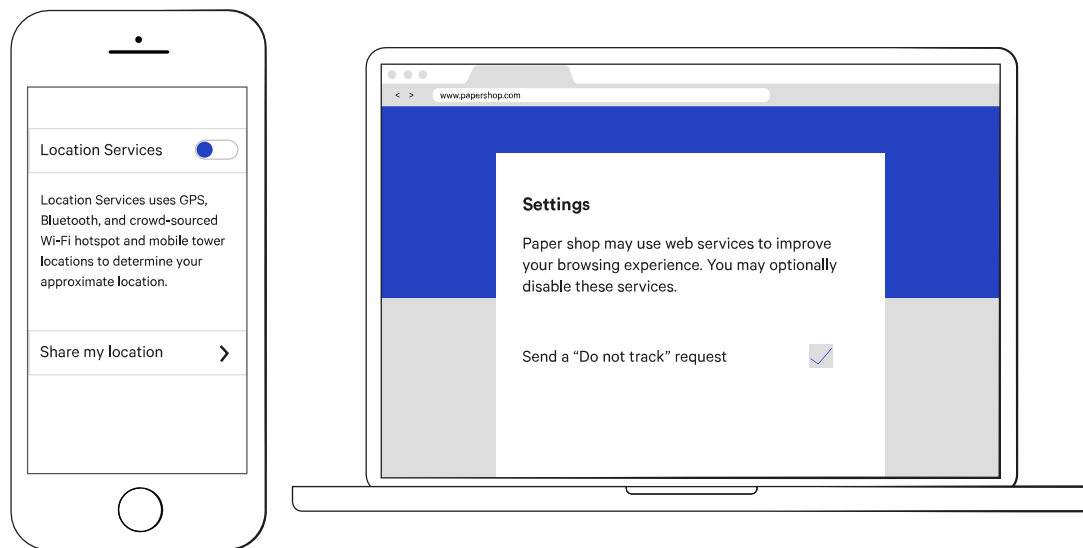 Location Services
Location Services uses GPS,
Bluetooth, and crowd-sourced
Wi-Fi hotspot and mobile tower
locations to determine your
approximate location.
Share my location
< >
www.papershop.com
Settings
Paper shop may use web services to improve
your browsing experience. You may optionally
disable these services.
Send a “Do not track” request